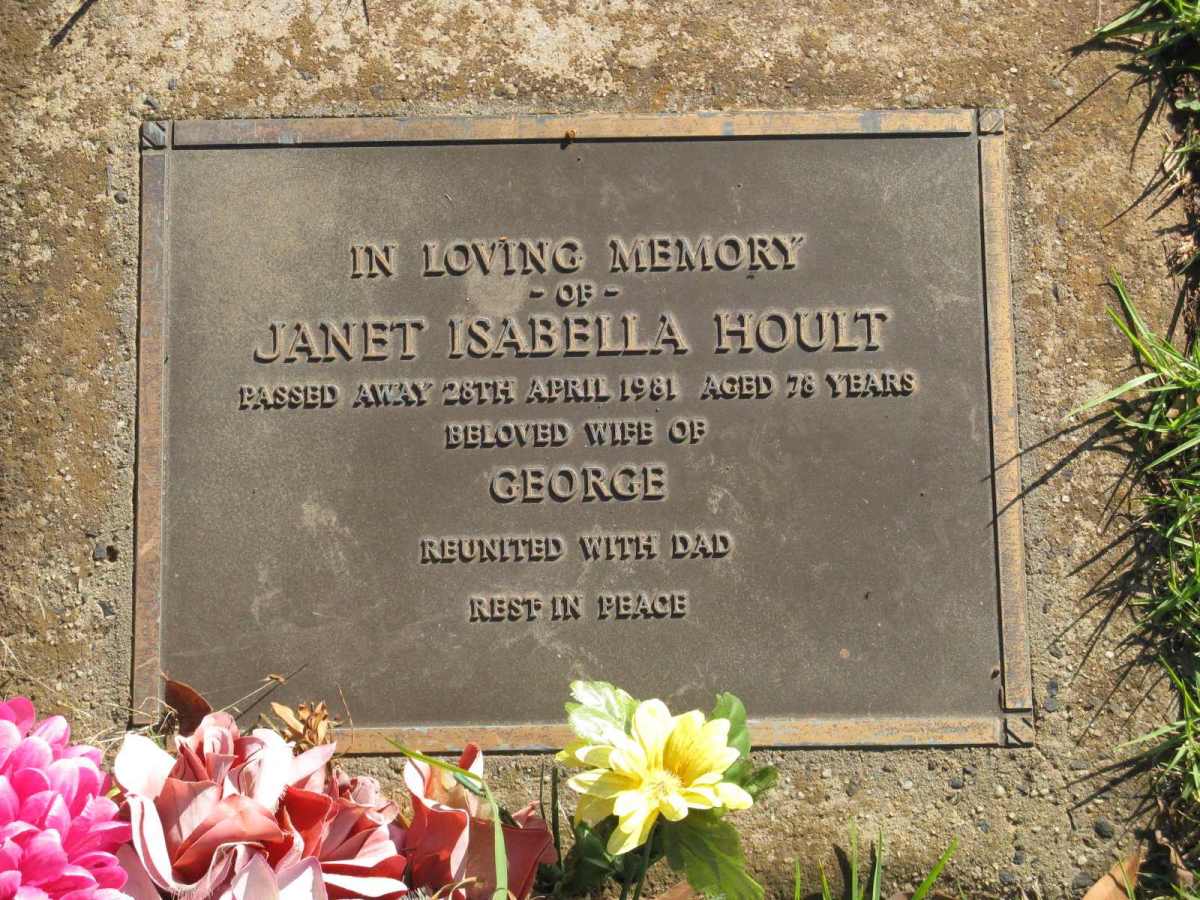 IN LOVING MEMORY
- OF -
JANET ISABELLA HOULT
PASSED AWAY 28TH APRIL 1981 AGED 78 YEARS
BELOVED WIFE OF
GEORGE
REUNITED WITH DAD
REST IN PEACE